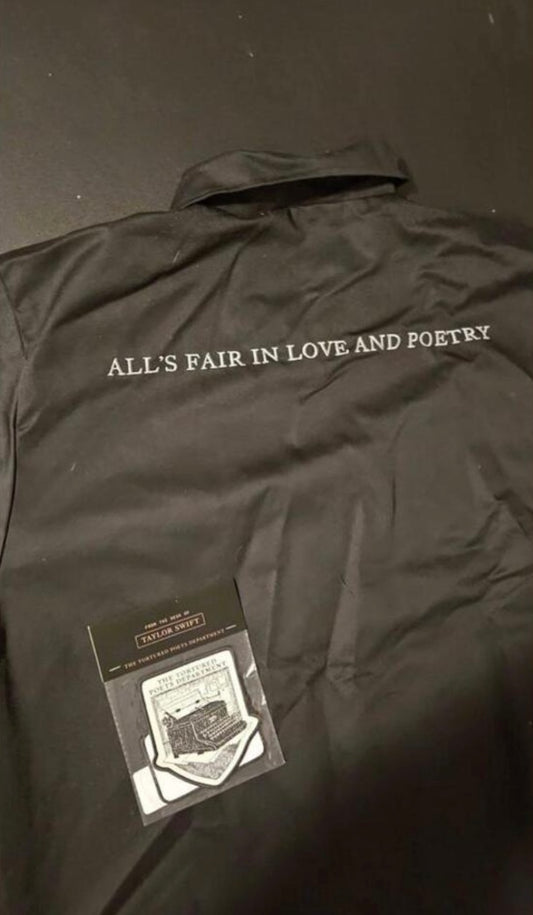 ALL'S FAIR IN LOVE AND POETRY
FROM THE DESK OF
TAYLOR SWIFT
THE TORTURED POETS DEPARTMENT
THE TORTURED
POETS DEPARTMENT